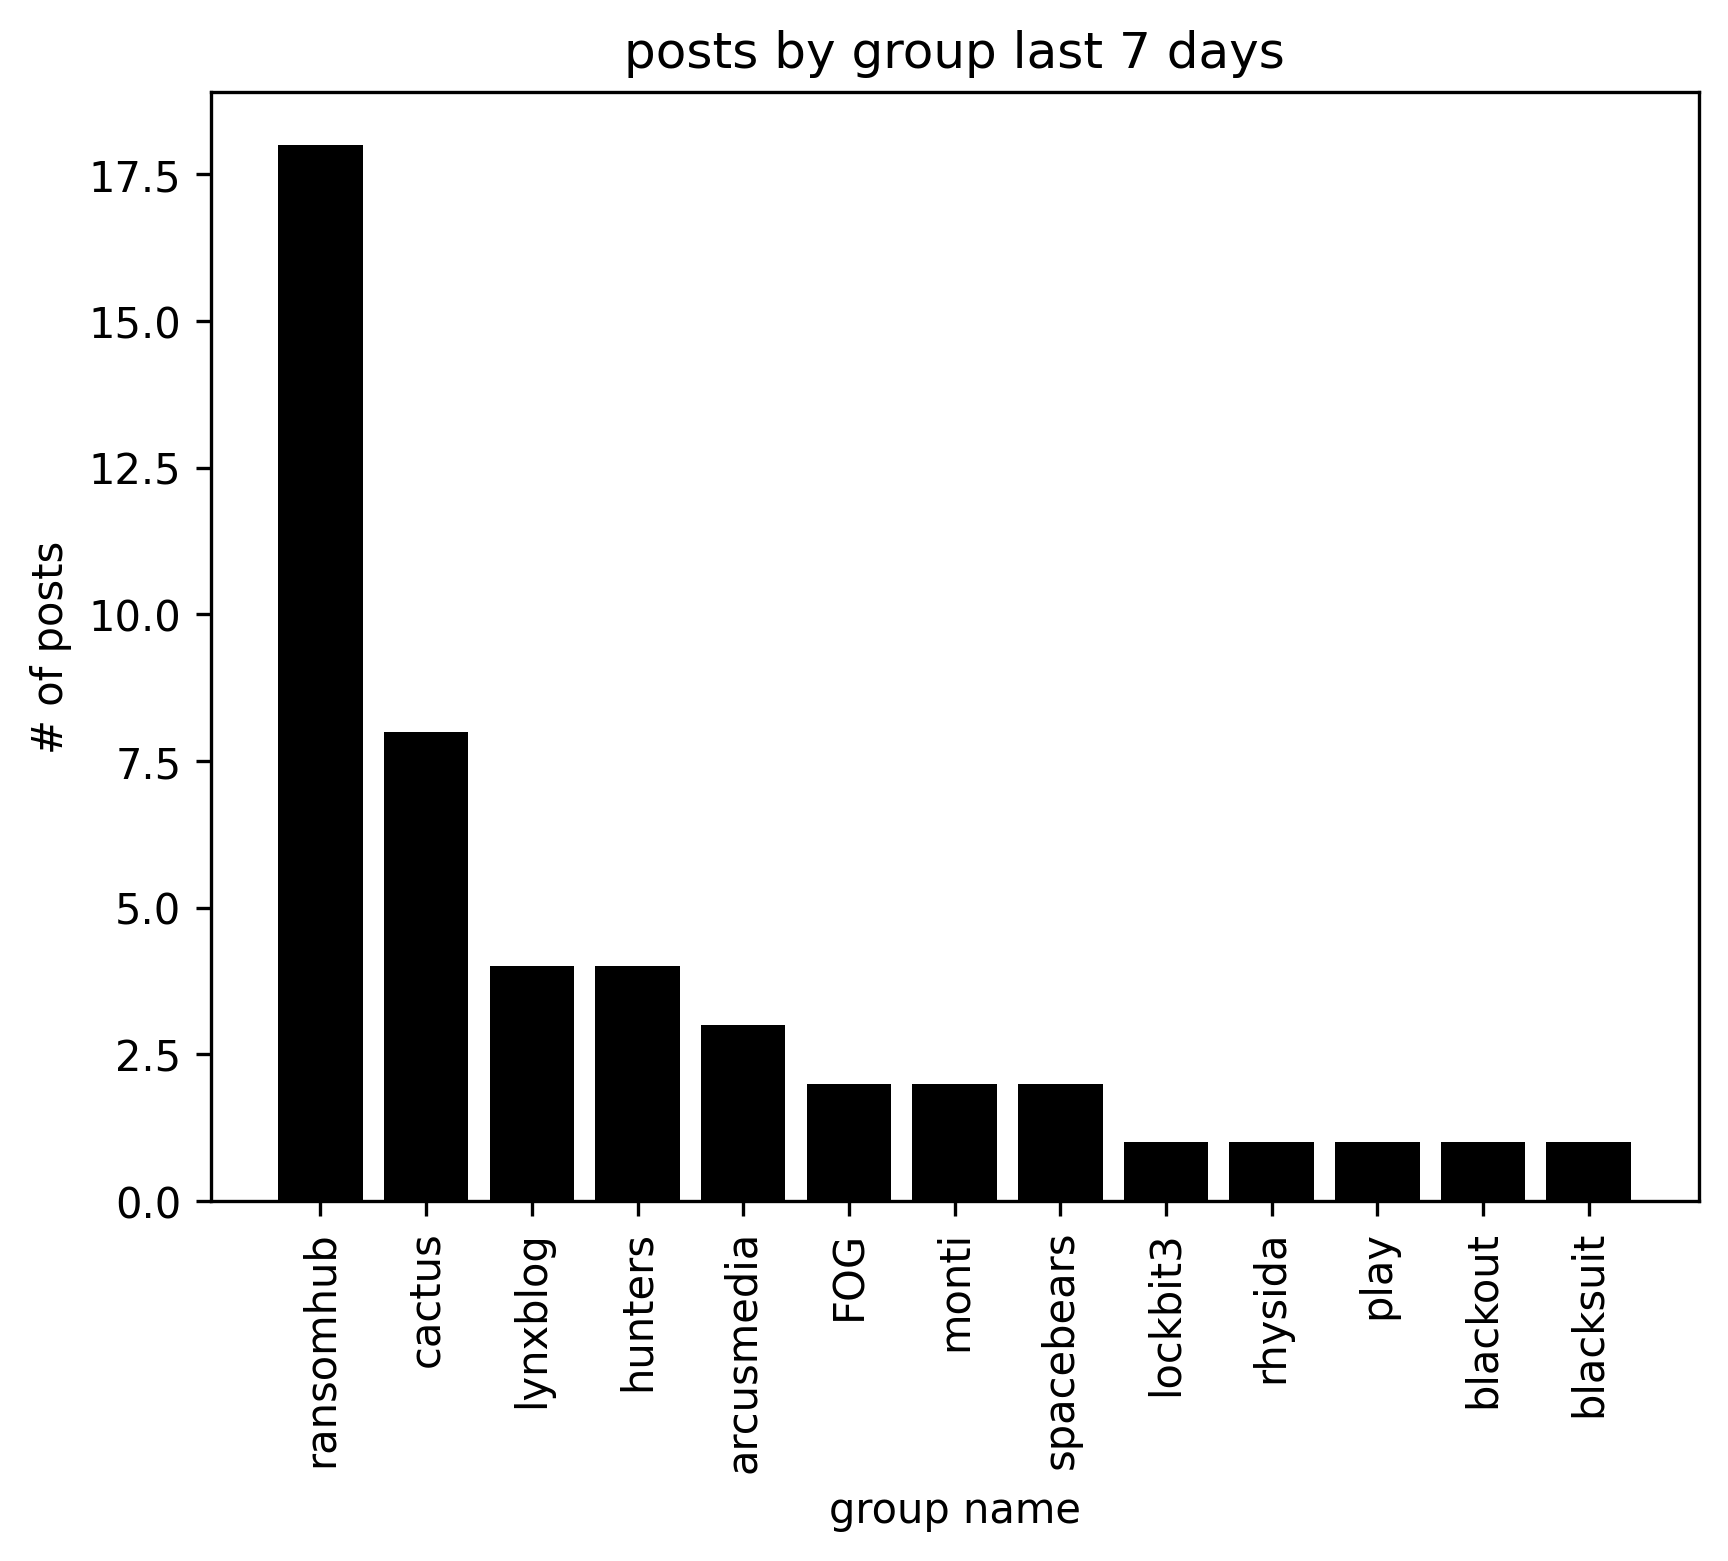 posts by group last 7 days
# of posts
17.5
15.0
12.5
10.0
7.5
5.0
2.5
0.0
ransomhub
cactus
lynxblog
hunters
arcusmedia
FOG
monti
spacebears
lockbit3
rhysida
play
blackout
blacksuit
group name